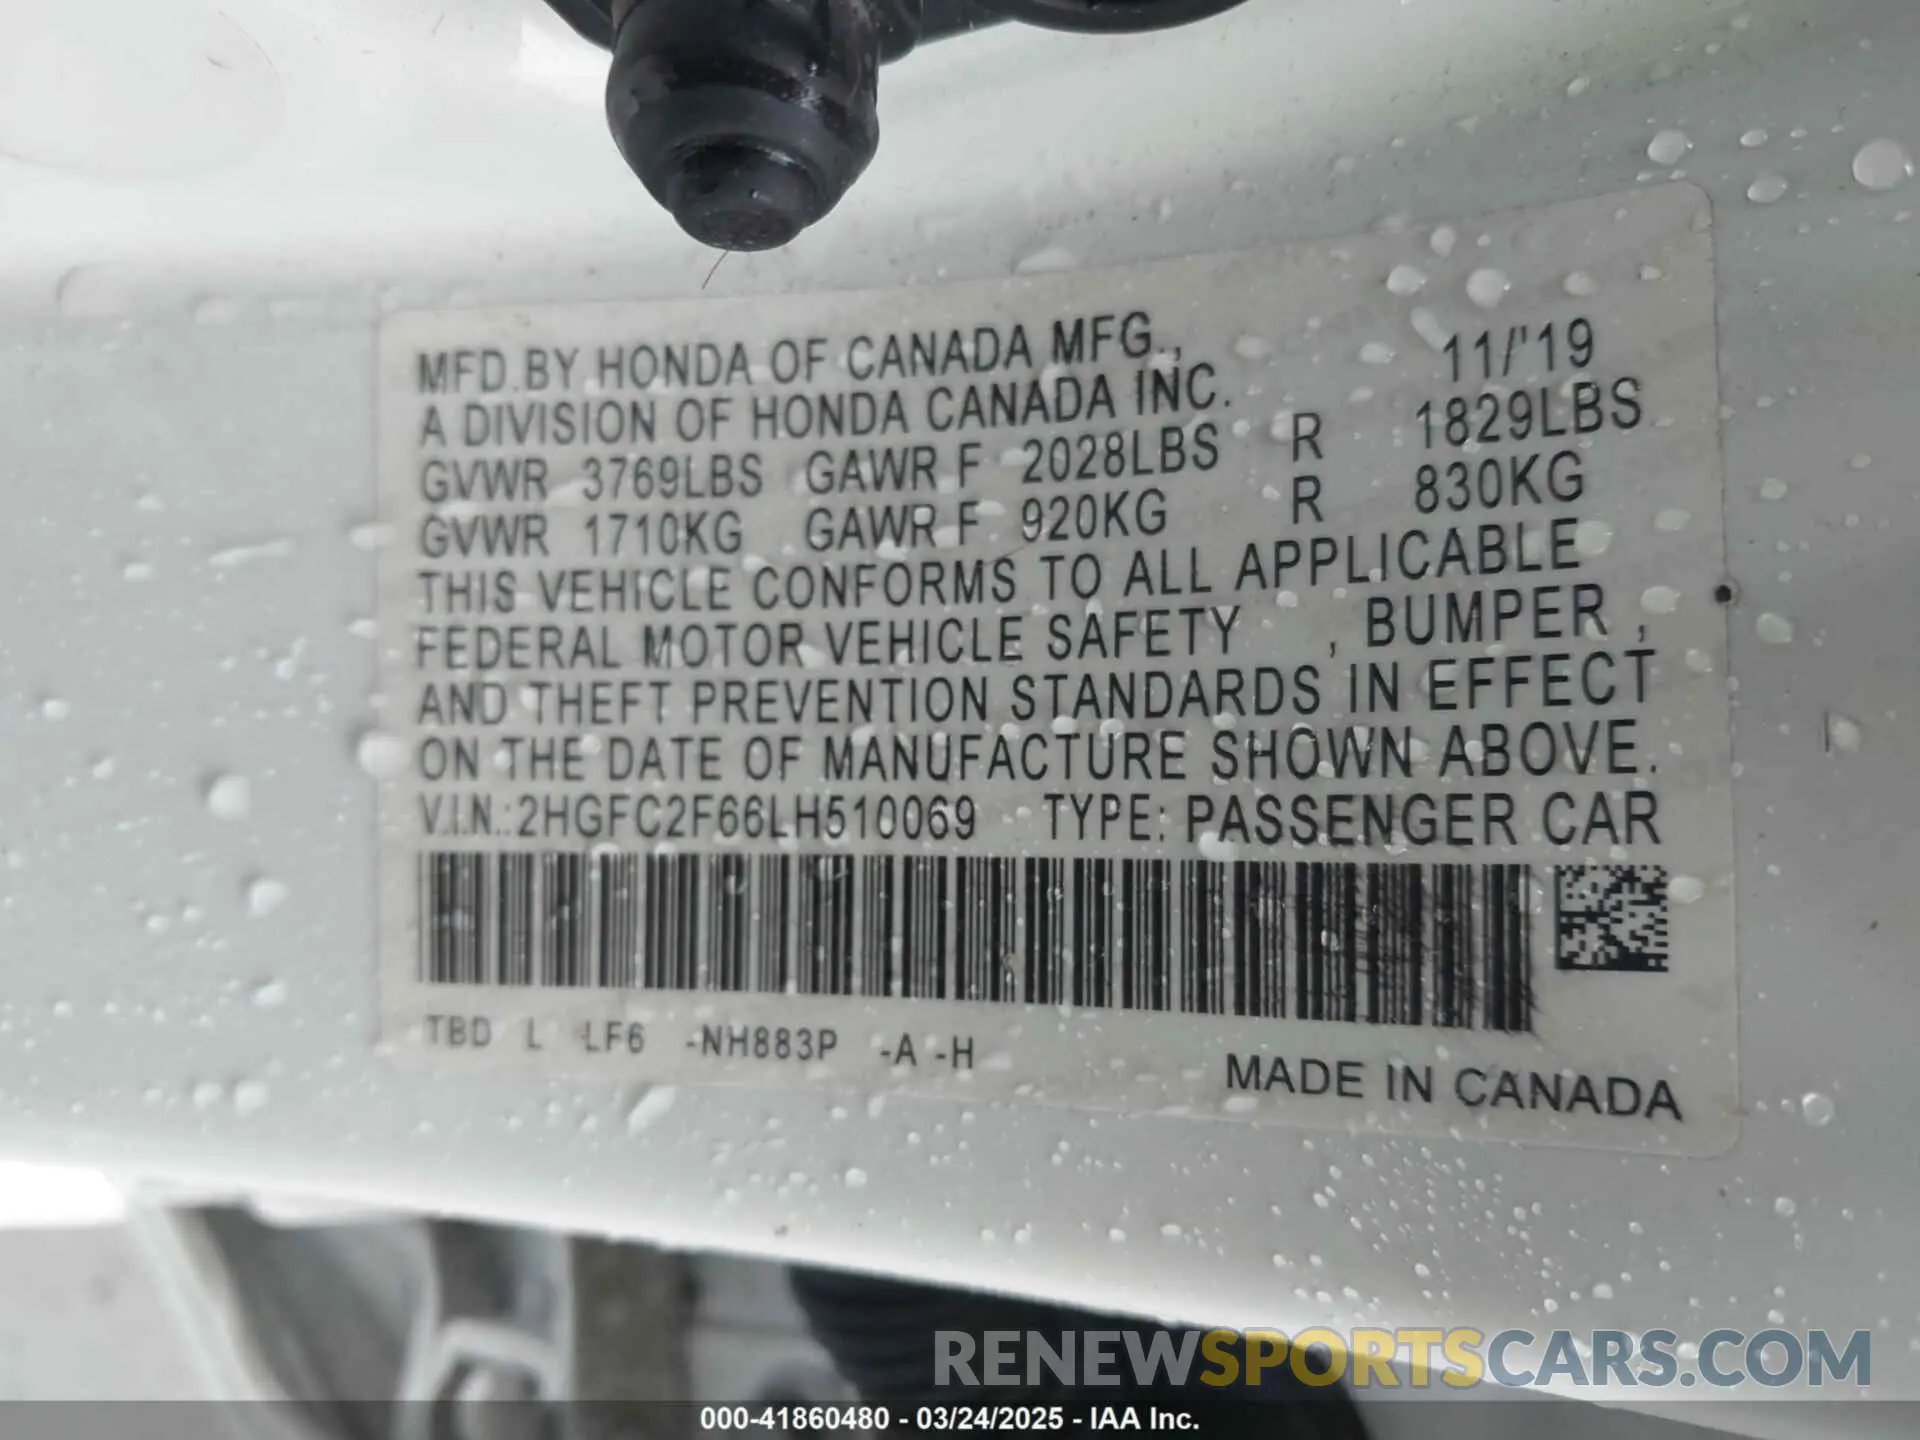 MFD.BY HONDA OF CANADA MFG., 11/'19
A DIVISION OF HONDA CANADA INC.
GVWR 3769LBS GAWR F 2028LBS R 1829LBS
GVWR 1710KG GAWR F 920KG R 830KG
THIS VEHICLE CONFORMS TO ALL APPLICABLE
FEDERAL MOTOR VEHICLE SAFETY , BUMPER ,
AND THEFT PREVENTION STANDARDS IN EFFECT
ON THE DATE OF MANUFACTURE SHOWN ABOVE.
V.I.N.:2HGFC2F66LH510069 TYPE: PASSENGER CAR
TBD L LF6 -NH883P -A -H
MADE IN CANADA
RENEWSPORTSCARS.COM
000-41860480 - 03/24/2025 - IAA Inc.